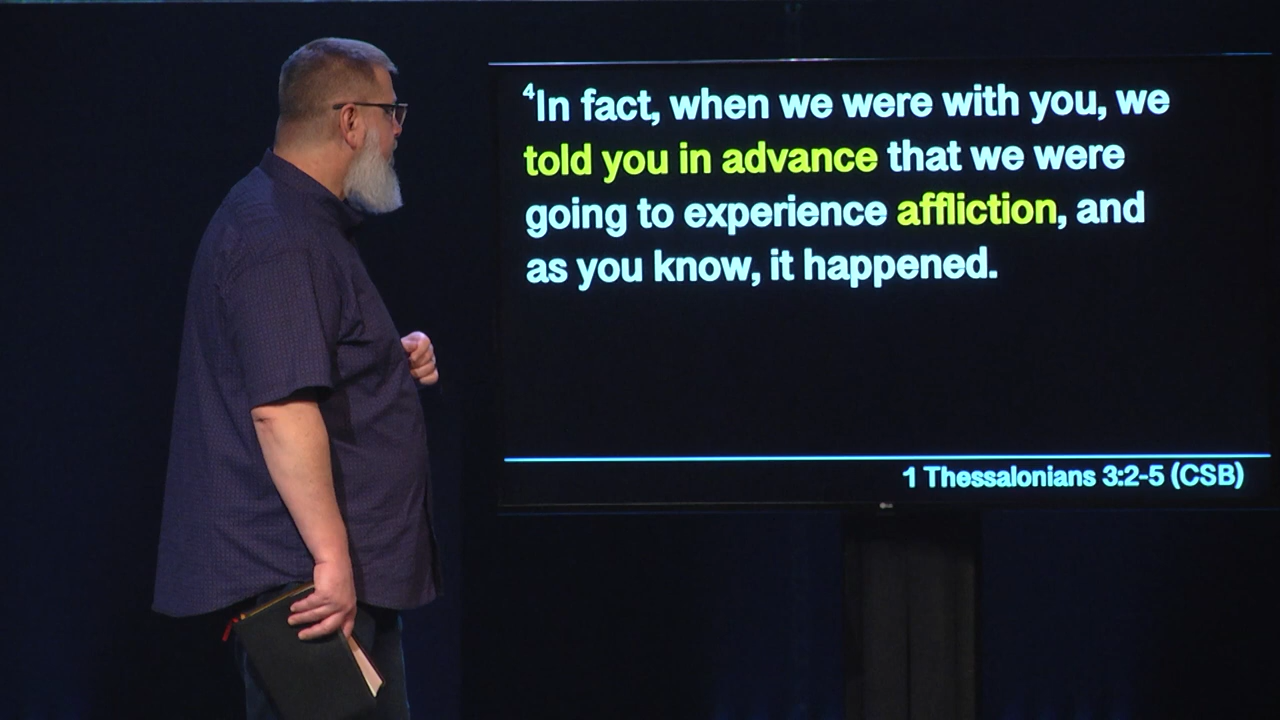 ⁴In fact, when we were with you, we
told you in advance that we were
going to experience affliction, and
as you know, it happened.
1 Thessalonians 3:2-5 (CSB)
LG